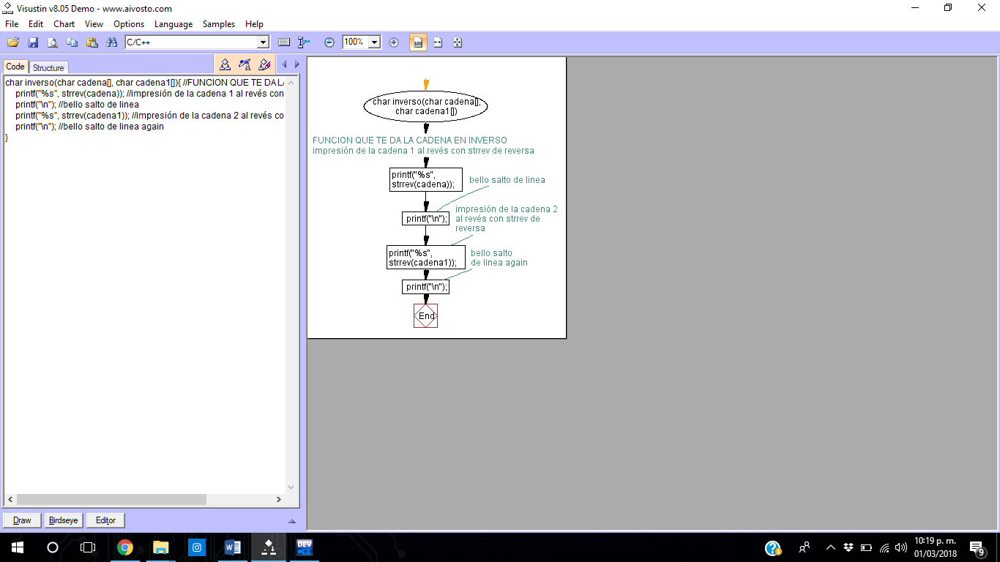 Visustin v8.05 Demo - www.aivosto.com
File Edit Chart View Options Language Samples Help
C/C++
100%
100
Code Structure
char inverso(char cadena[], char cadena1[]){ //FUNCION QUE TE DA LA
printf("%s", strrev(cadena)); //impresión de la cadena 1 al revés con
printf("\n"); //bello salto de linea
printf("%s", strrev(cadena1)); //impresión de la cadena 2 al revés co
printf("\n"); //bello salto de linea again
}
Draw Birdseye Editor
char inverso(char cadena[],
char cadena1[])
FUNCION QUE TE DA LA CADENA EN INVERSO
impresión de la cadena 1 al revés con strrev de reversa
printf("%s",
strrev(cadena));
bello salto de linea
printf("\n");
impresión de la cadena 2
al revés con strrev de
reversa
printf("%s",
strrev(cadena1));
bello salto
de linea again
printf("\n");
End
DEV
10:19 p. m.
01/03/2018
9